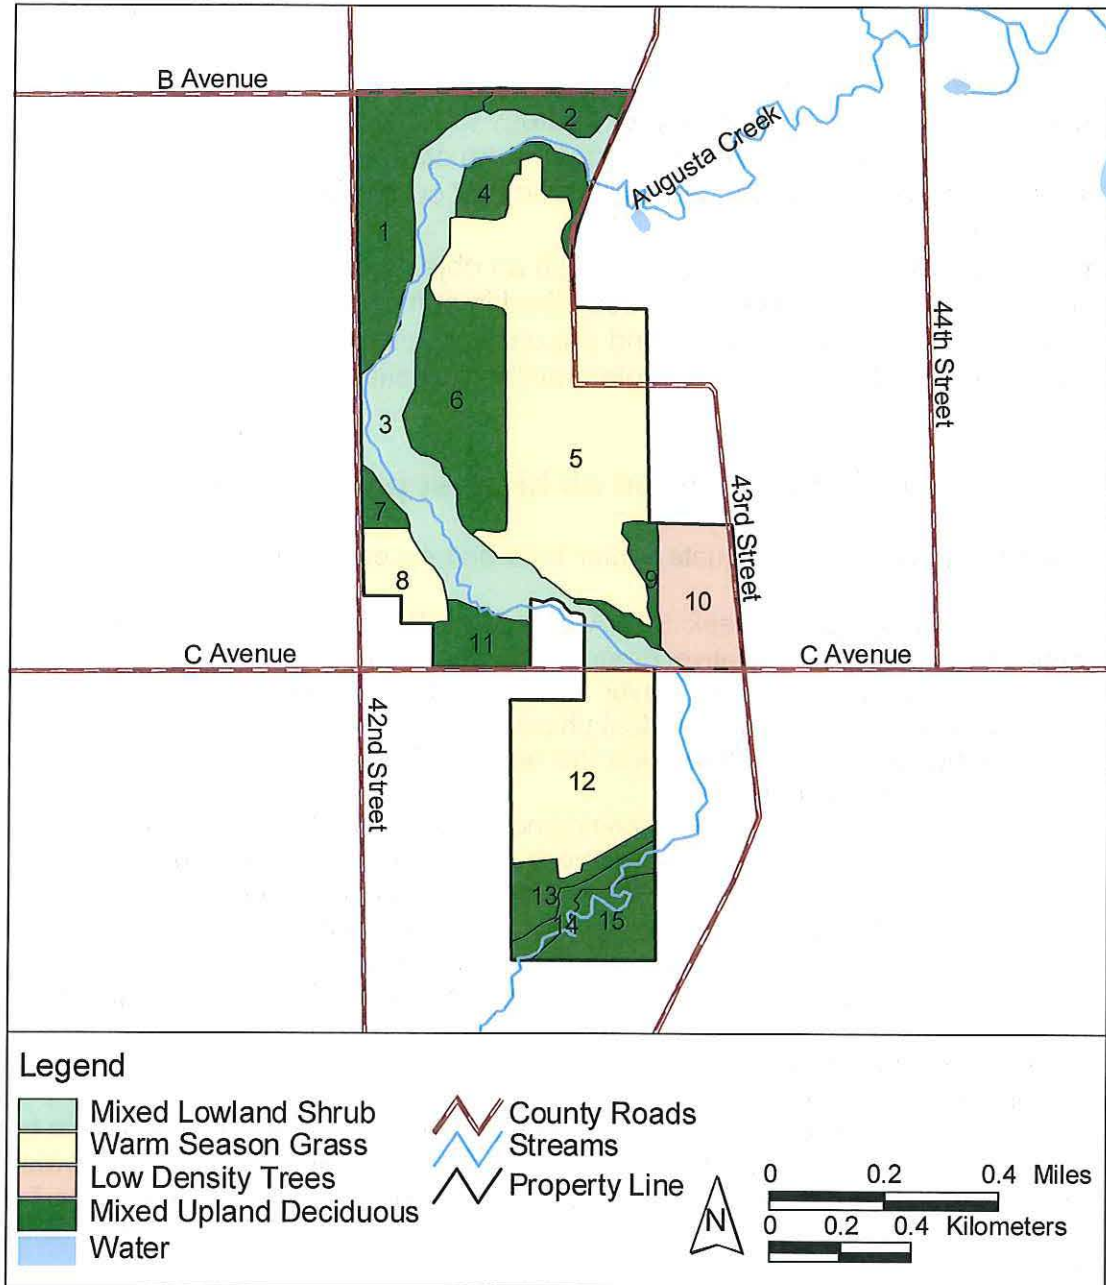 B Avenue
2
Augusta Creek
4
1
44th Street
6
3
5
43rd Street
7
8
9
10
C Avenue
11
C Avenue
42nd Street
12
13
14
15
Legend
Mixed Lowland Shrub
Warm Season Grass
Low Density Trees
Mixed Upland Deciduous
Water
County Roads
Streams
Property Line
N
0 0.2 0.4 Miles
0 0.2 0.4 Kilometers